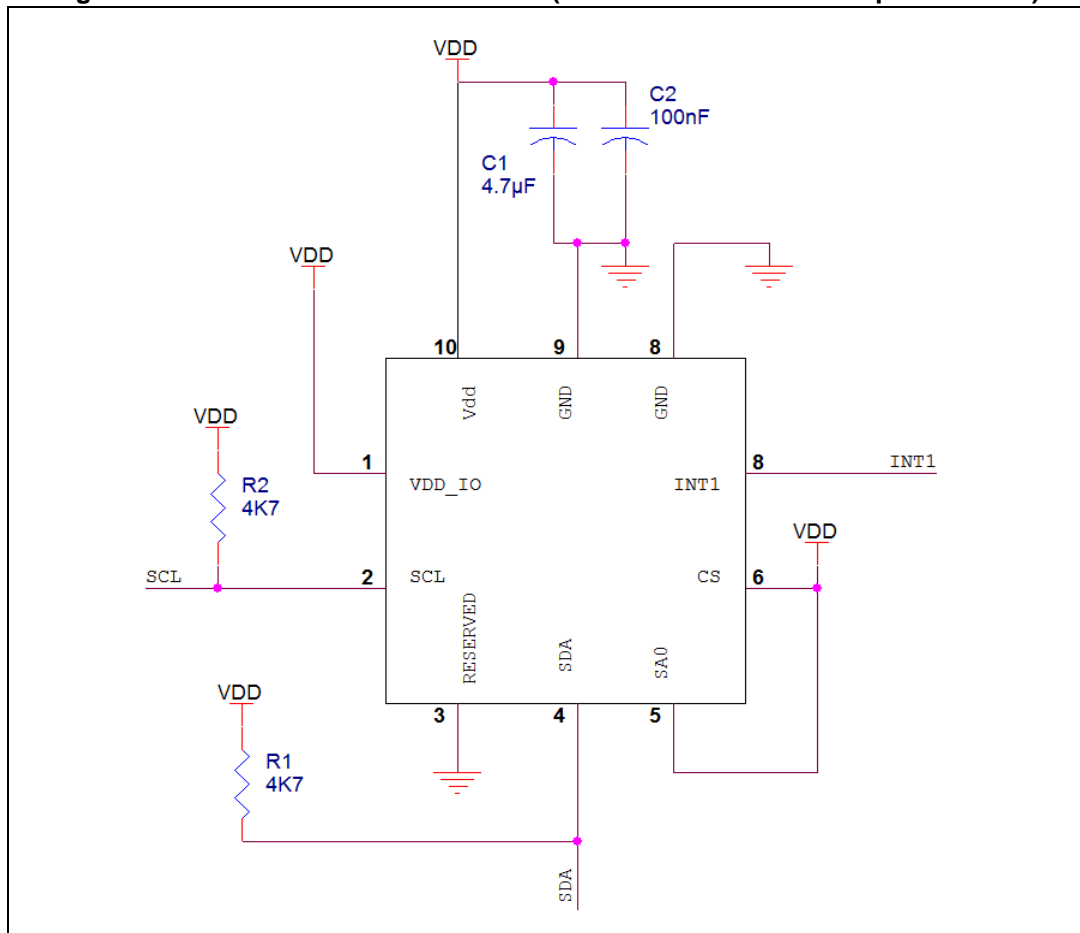 VDD
C2
100nF
C1
4.7µF
VDD
10
9
8
Vdd
GND
GND
VDD
1
8
INT1
R2
4K7
VDD_IO
INT1
VDD
SCL
2
SCL
CS
6
RESERVED
SDA
SA0
VDD
3
4
5
R1
4K7
SDA